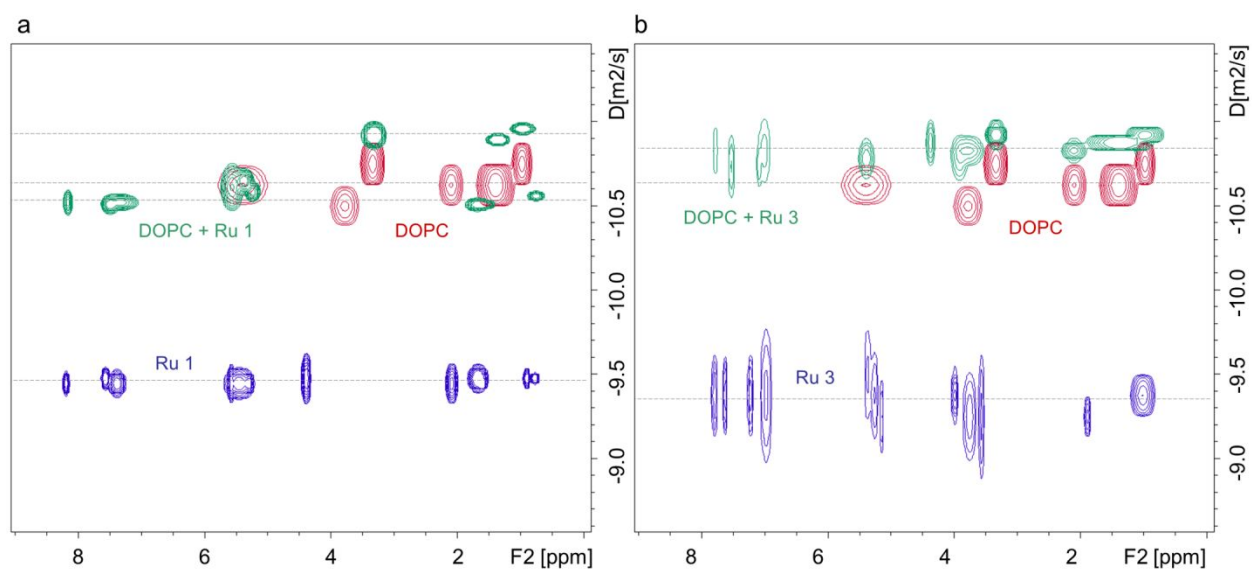 a
D[m2/s]
-10.5
-10.0
-9.5
-9.0
DOPC + Ru 1
DOPC
Ru 1
8
6
4
2
F2 [ppm]
b
D[m2/s]
-10.5
-10.0
-9.5
-9.0
DOPC + Ru 3
DOPC
Ru 3
8
6
4
2
F2 [ppm]